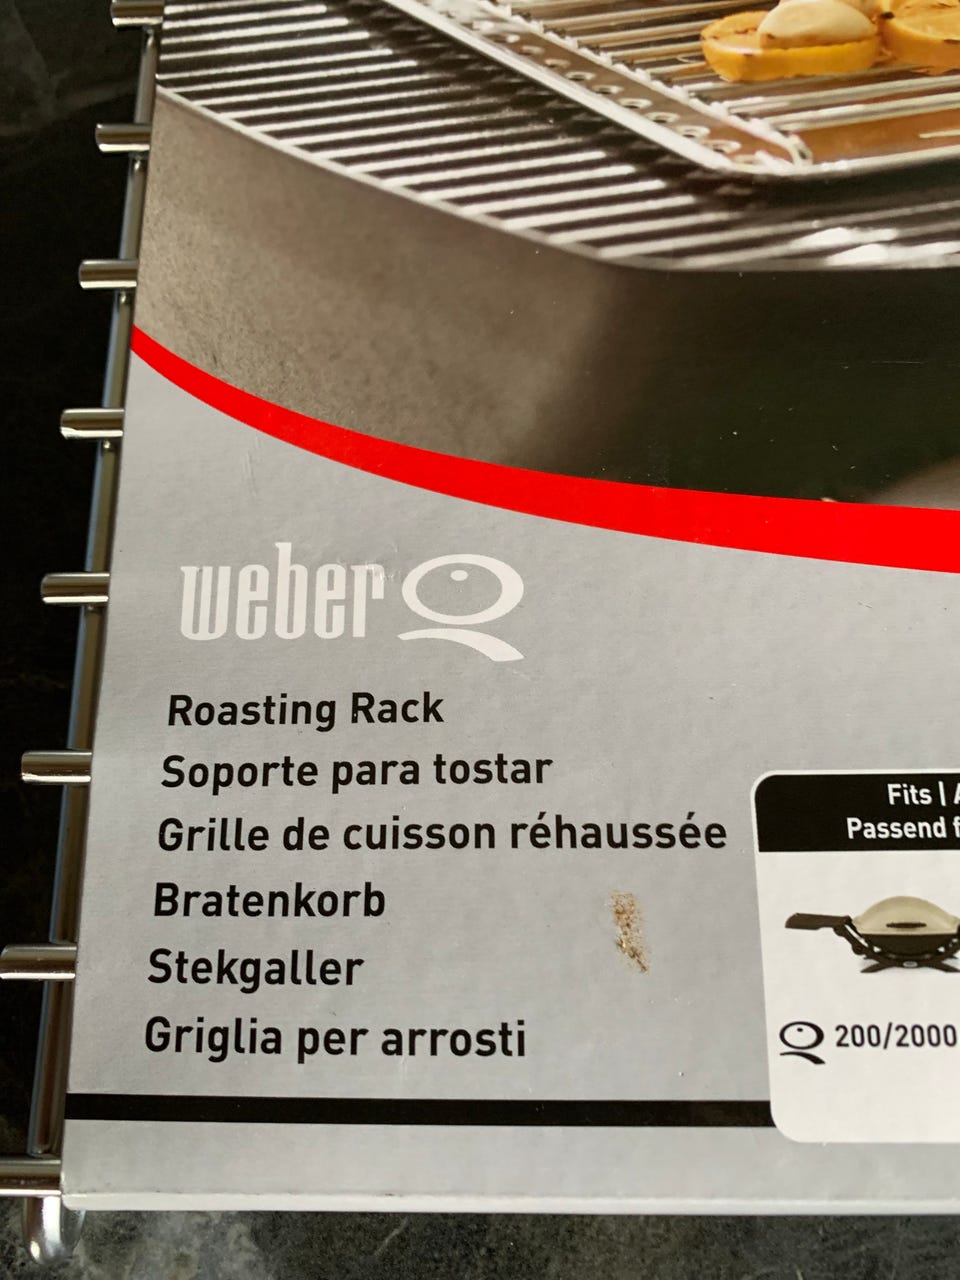 weber Q
Roasting Rack
Soporte para tostar
Grille de cuisson réhaussée
Bratenkorb
Stekgaller
Griglia per arrosti
Fits |
Passend
Q 200/2000